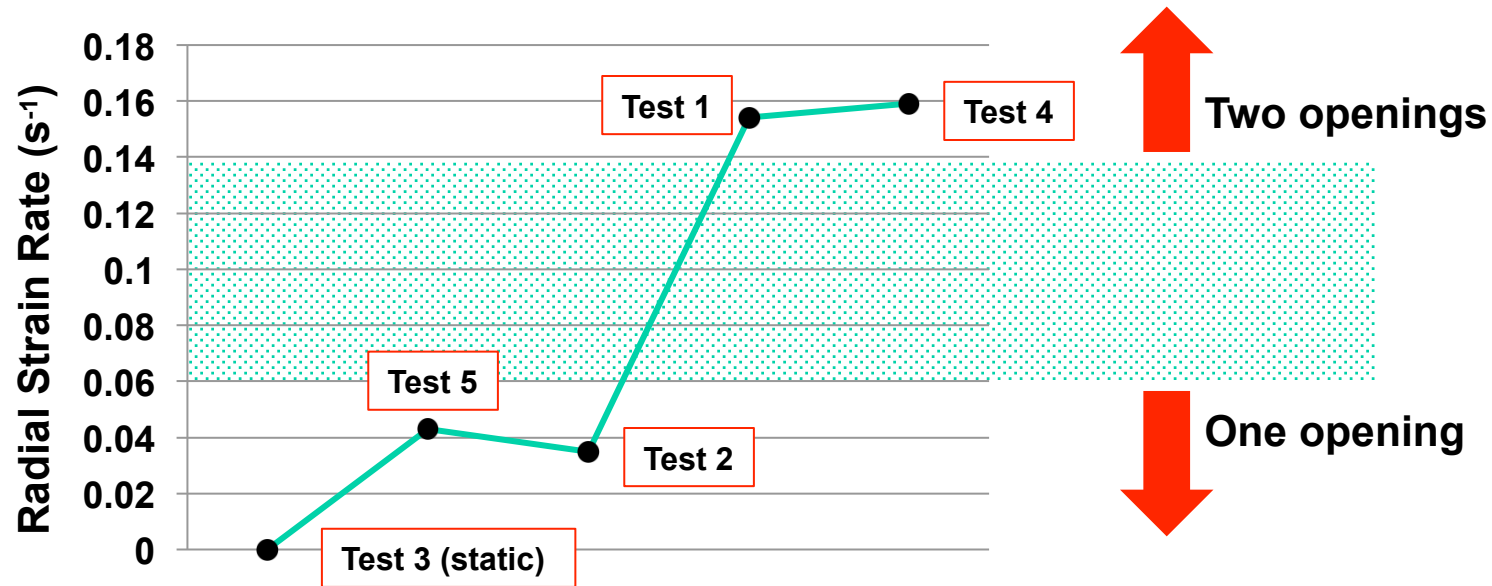 Radial Strain Rate (s-1)
0.18
0.16
0.14
0.12
0.1
0.08
0.06
0.04
0.02
0
Test 1
Test 4
Test 5
Test 2
Test 3 (static)
Two openings
One opening